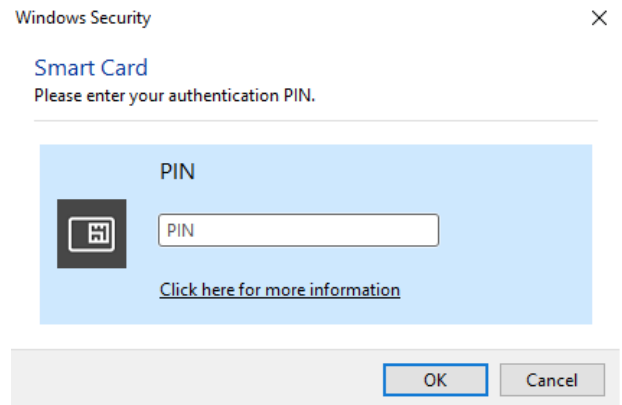 Windows Security
Smart Card
Please enter your authentication PIN.
PIN
PIN
Click here for more information
OK
Cancel